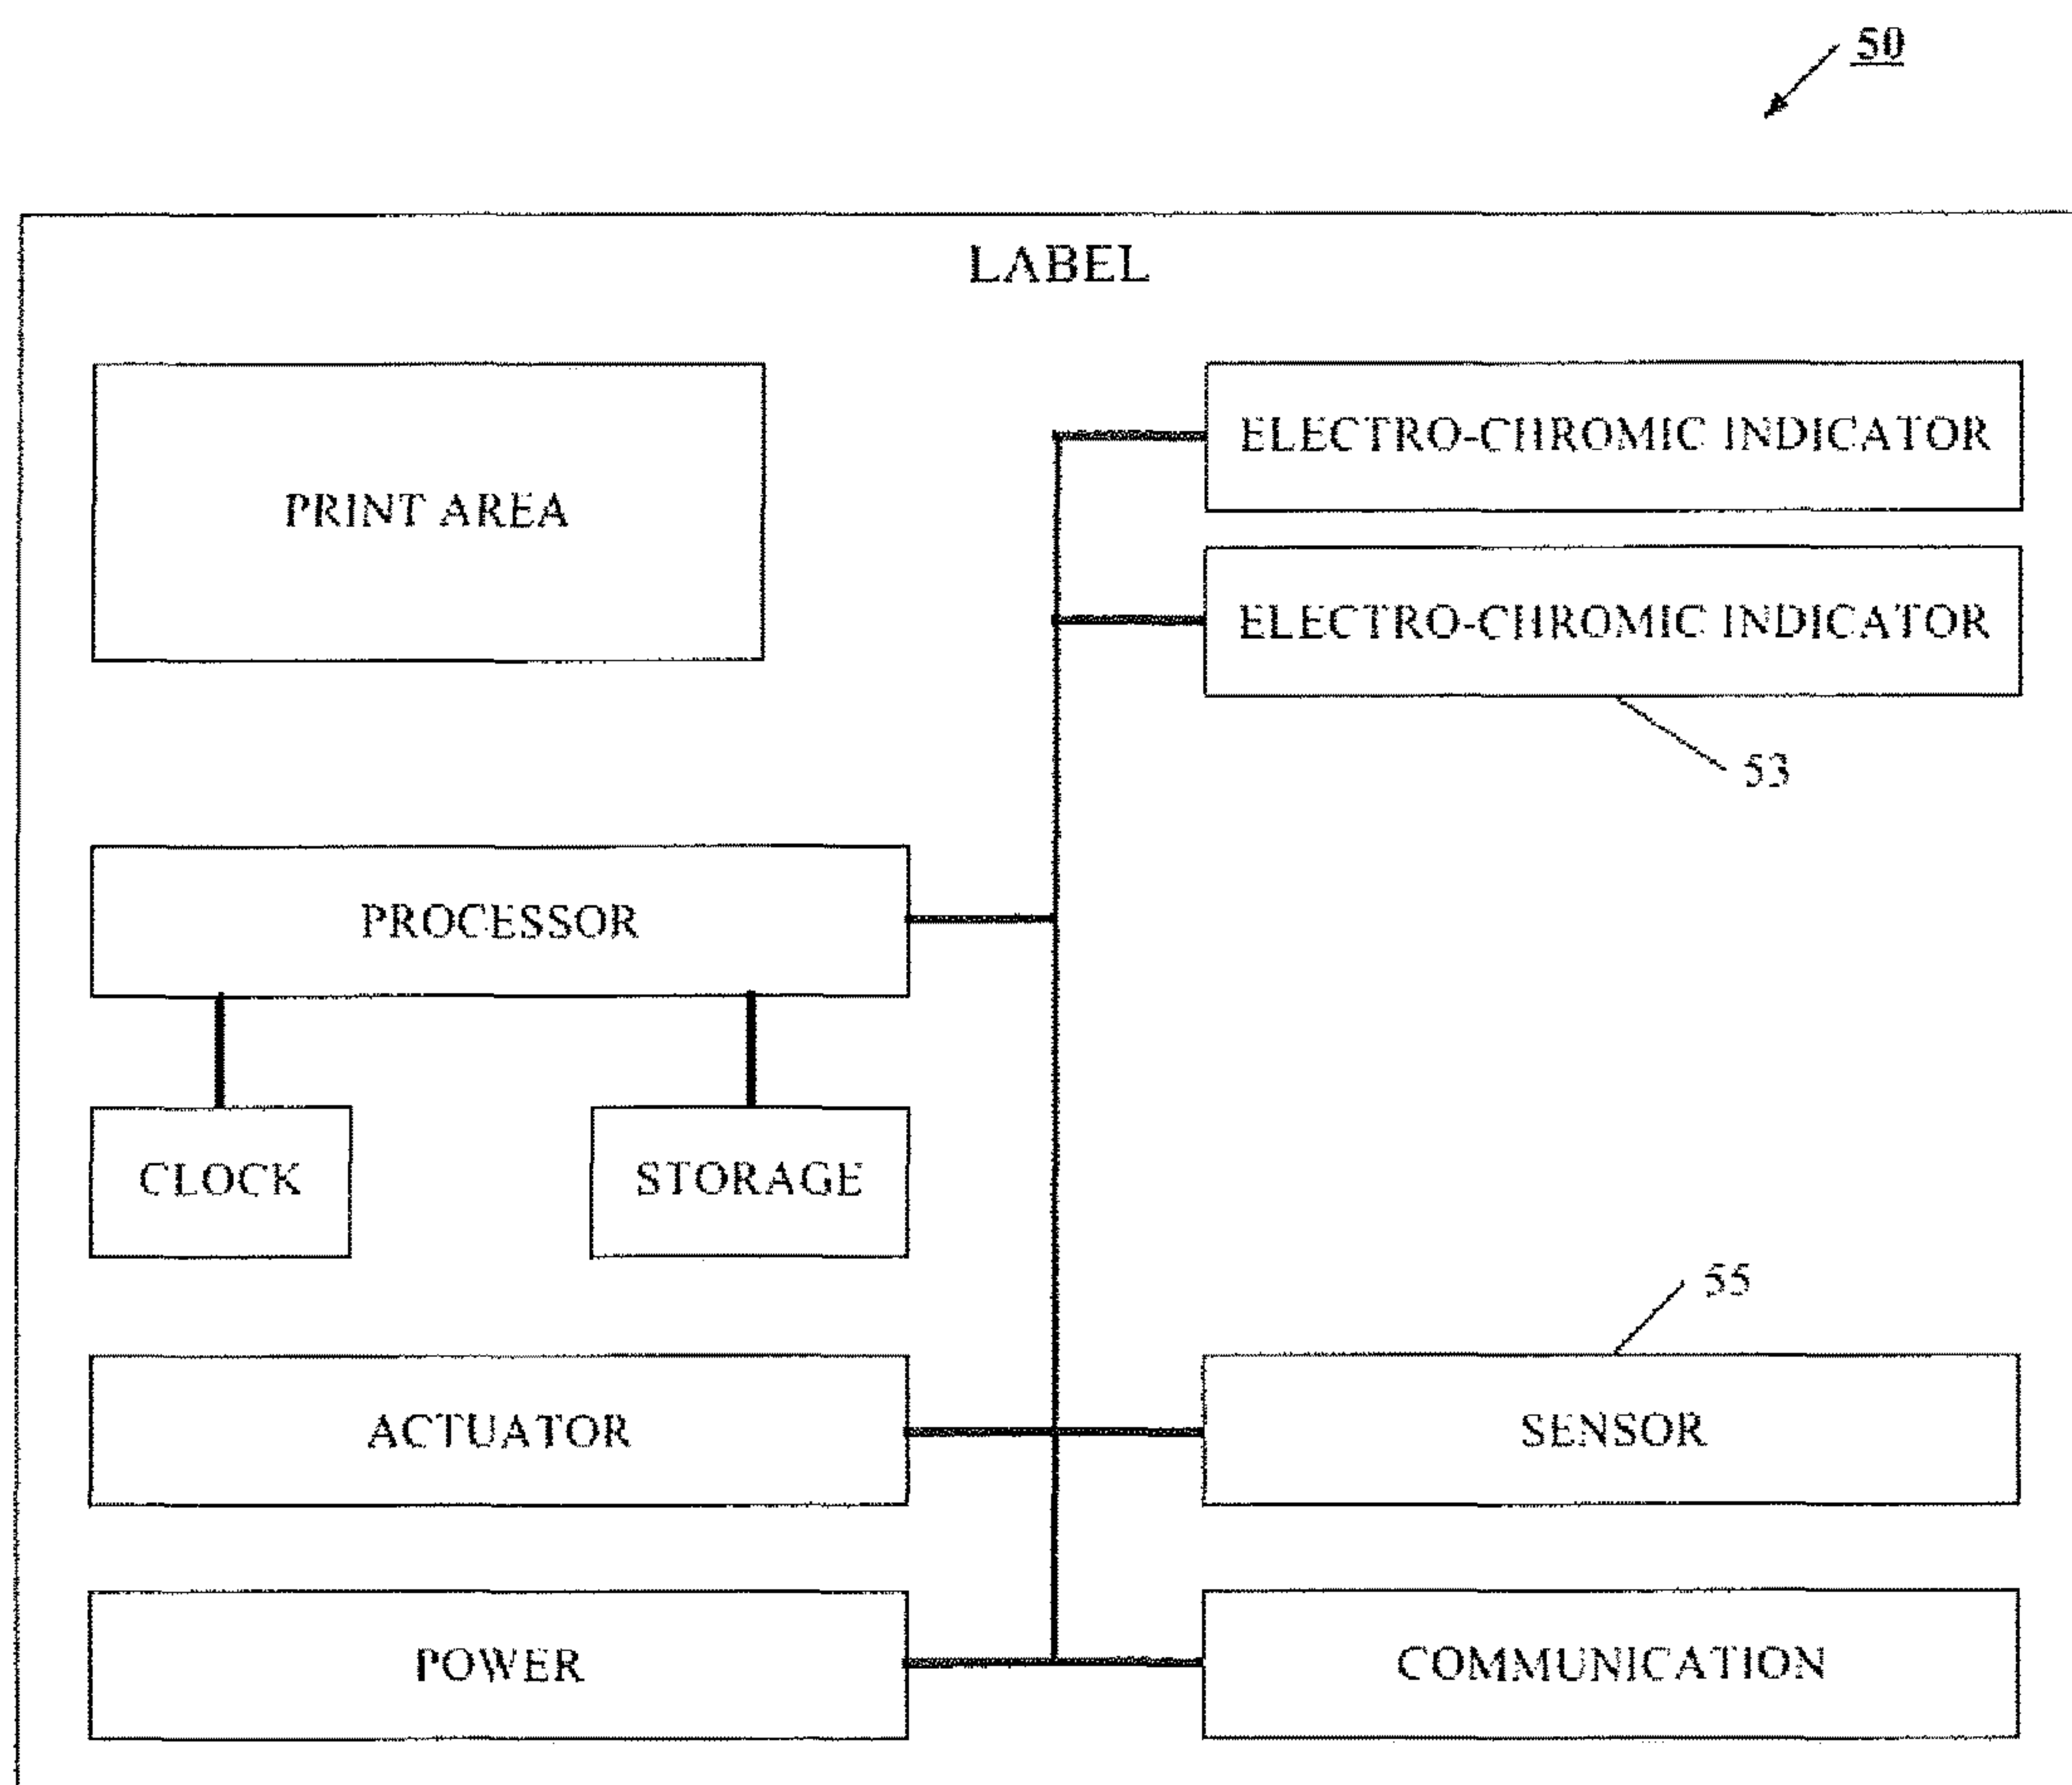 50
LABEL
PRINT AREA
ELECTRO-CHROMIC INDICATOR
ELECTRO-CHROMIC INDICATOR
53
PROCESSOR
CLOCK
STORAGE
55
ACTUATOR
SENSOR
POWER
COMMUNICATION